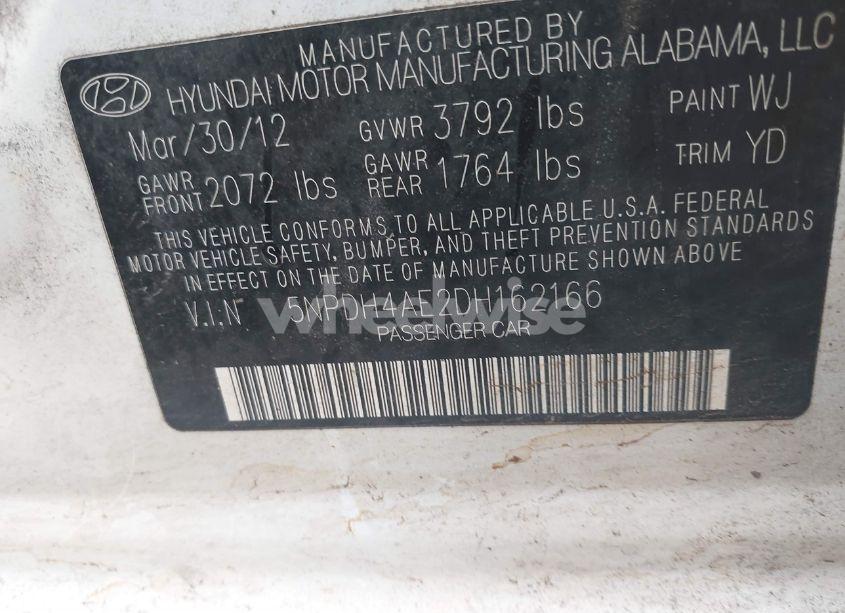 MANUFACTURED BY
HYUNDAI MOTOR MANUFACTURING ALABAMA, LLC
Mar/30/12 GVWR 3792 lbs PAINT WJ
GAWR FRONT 2072 lbs GAWR REAR 1764 lbs TRIM YD
THIS VEHICLE CONFORMS TO ALL APPLICABLE U.S.A. FEDERAL
MOTOR VEHICLE SAFETY, BUMPER, AND THEFT PREVENTION STANDARDS
IN EFFECT ON THE DATE OF MANUFACTURE SHOWN ABOVE
V.I.N 5NPDH4AE2DH162166
wheelwise
PASSENGER CAR